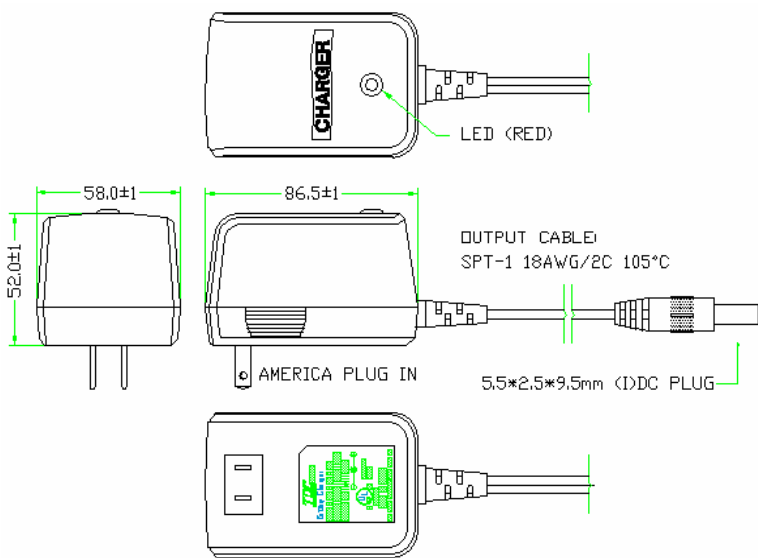 CHARGER
LED (RED)
58.0±1
86.5±1
52.0±1
OUTPUT CABLE:
SPT-1 18AWG/2C 105°C
AMERICA PLUG IN
5.5*2.5*9.5mm (I)DC PLUG
UL